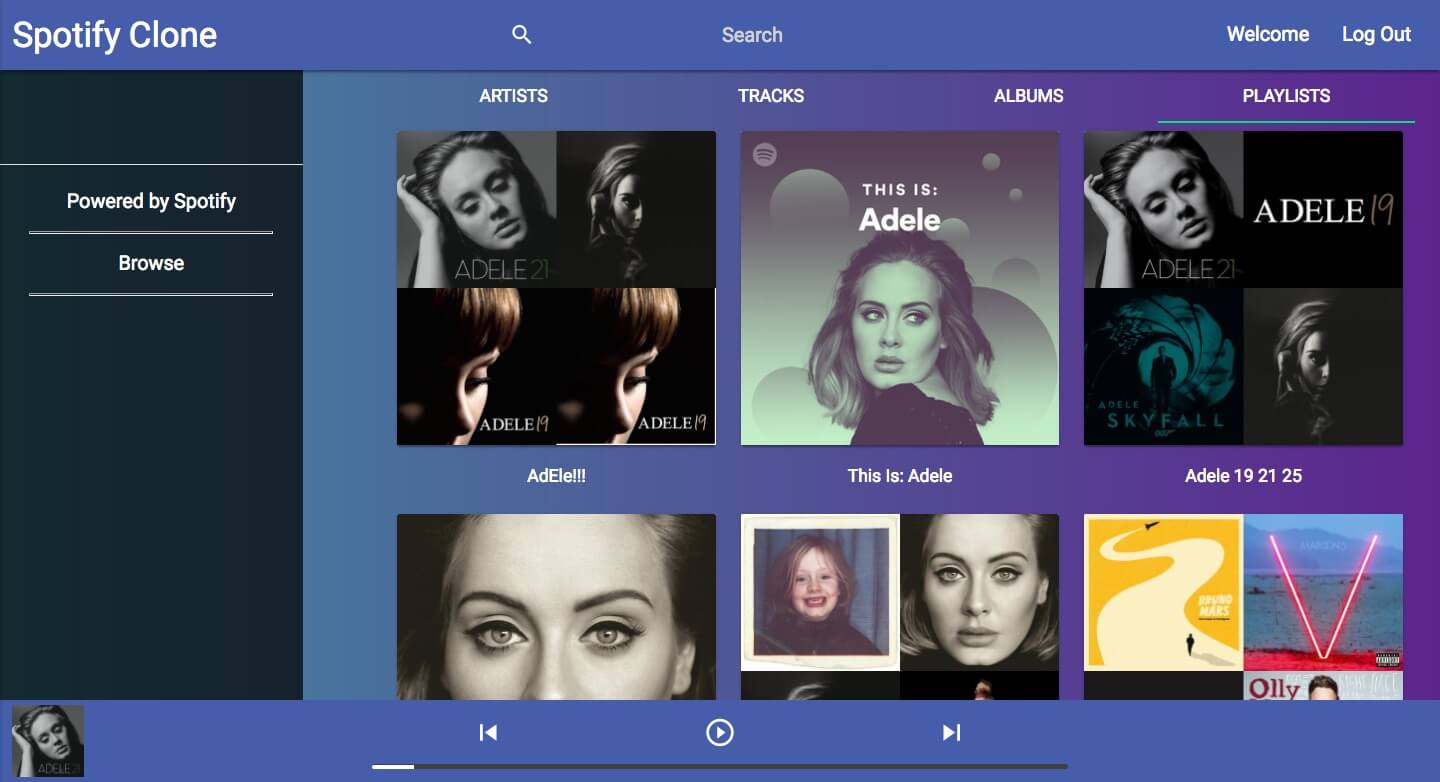 Spotify Clone
Search
Welcome
Log Out
ARTISTS
TRACKS
ALBUMS
PLAYLISTS
Powered by Spotify
Browse
ADELE 21
ADELE 19
ADELE 19
AdEle!!!
THIS IS:
Adele
This Is: Adele
ADELE 21
ADELE 19
ADELE
SKYFALL
007
Adele 19 21 25
BRUNO
MARS
MAROON 5
Olly
ADELE 21